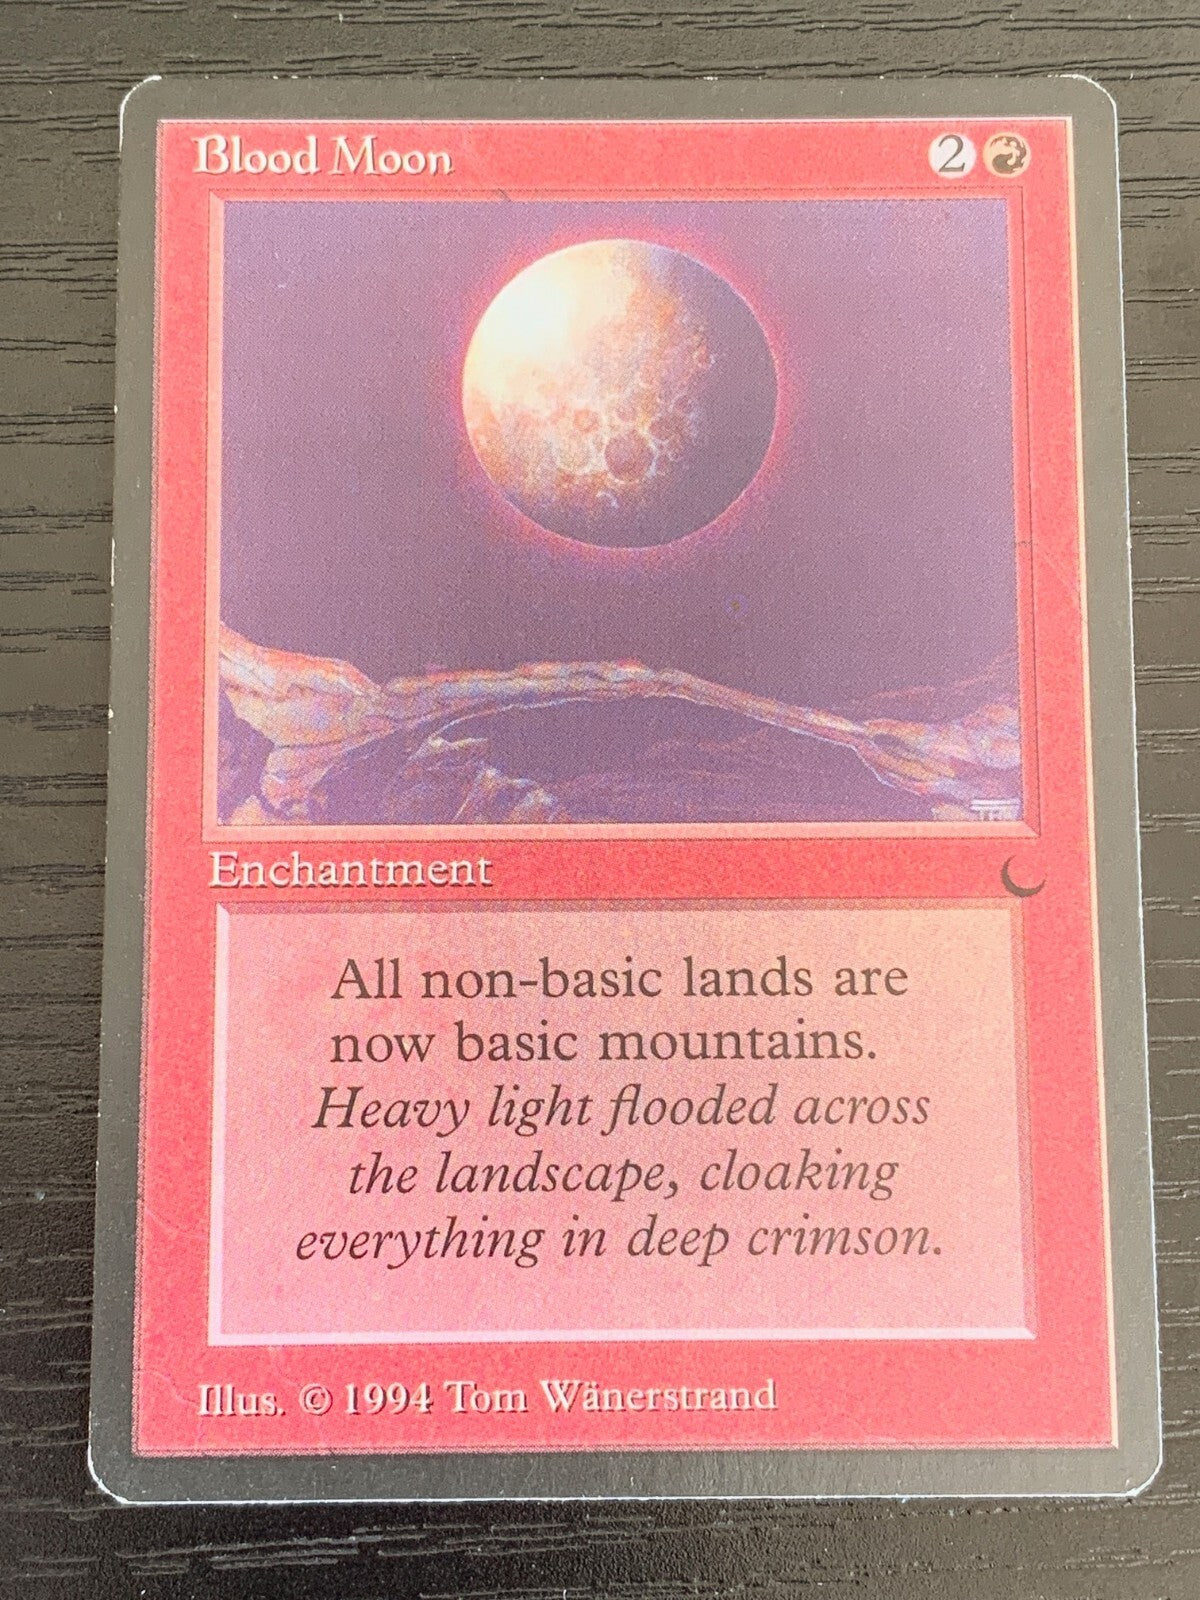 Blood Moon 2
Enchantment
All non-basic lands are
now basic mountains.
Heavy light flooded across
the landscape, cloaking
everything in deep crimson.
Illus. © 1994 Tom Wänerstrand